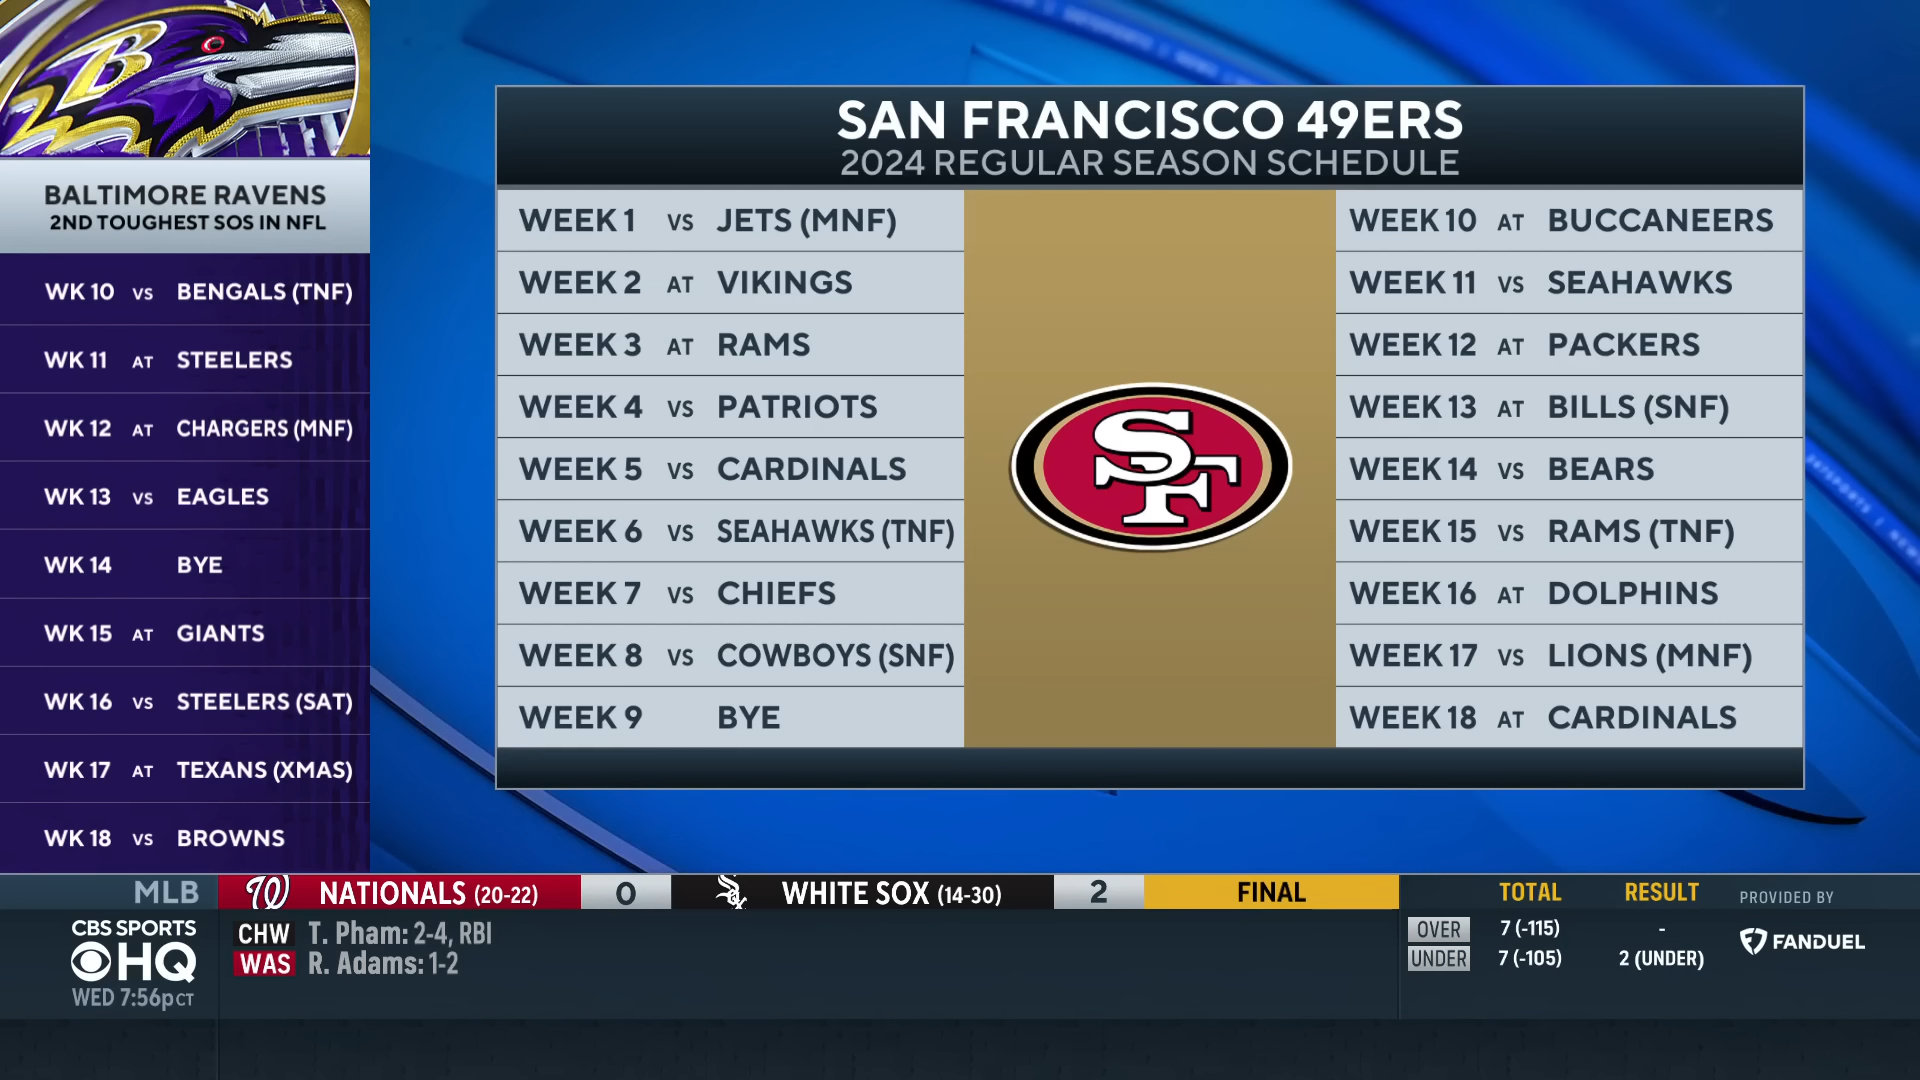 BALTIMORE RAVENS
2ND TOUGHEST SOS IN NFL
WK 10 VS BENGALS (TNF)
WK 11 AT STEELERS
WK 12 AT CHARGERS (MNF)
WK 13 VS EAGLES
WK 14 BYE
WK 15 AT GIANTS
WK 16 VS STEELERS (SAT)
WK 17 AT TEXANS (XMAS)
WK 18 VS BROWNS
SAN FRANCISCO 49ERS
2024 REGULAR SEASON SCHEDULE
WEEK 1 VS JETS (MNF)
WEEK 2 AT VIKINGS
WEEK 3 AT RAMS
WEEK 4 VS PATRIOTS
WEEK 5 VS CARDINALS
WEEK 6 VS SEAHAWKS (TNF)
WEEK 7 VS CHIEFS
WEEK 8 VS COWBOYS (SNF)
WEEK 9 BYE
SF
WEEK 10 AT BUCCANEERS
WEEK 11 VS SEAHAWKS
WEEK 12 AT PACKERS
WEEK 13 AT BILLS (SNF)
WEEK 14 VS BEARS
WEEK 15 VS RAMS (TNF)
WEEK 16 AT DOLPHINS
WEEK 17 VS LIONS (MNF)
WEEK 18 AT CARDINALS
MLB W NATIONALS (20-22) 0 Sox WHITE SOX (14-30) 2 FINAL
CHW T. Pham: 2-4, RBI
WAS R. Adams: 1-2
TOTAL RESULT
OVER 7 (-115) -
UNDER 7 (-105) 2 (UNDER)
PROVIDED BY
FANDUEL
CBS SPORTS
HQ
WED 7:56p CT